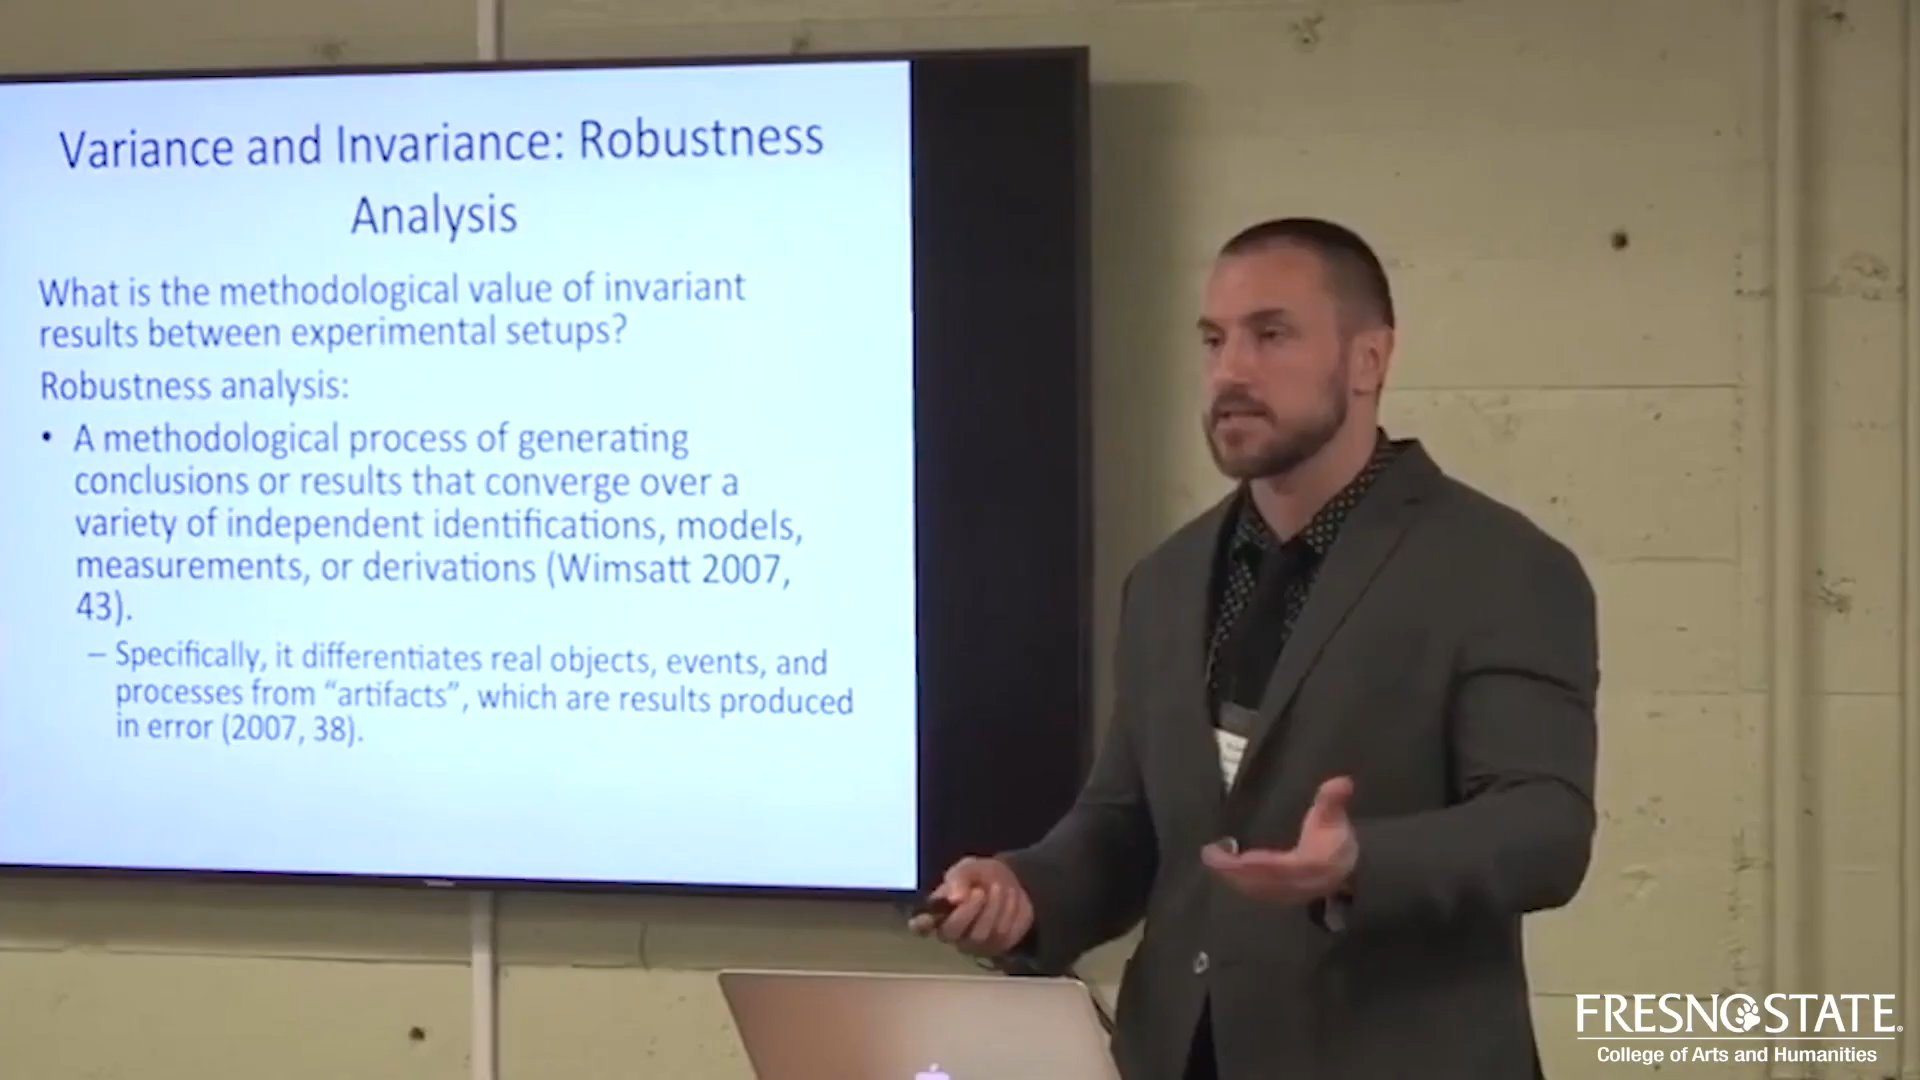 Variance and Invariance: Robustness
Analysis
What is the methodological value of invariant
results between experimental setups?
Robustness analysis:
• A methodological process of generating
conclusions or results that converge over a
variety of independent identifications, models,
measurements, or derivations (Wimsatt 2007,
43).
– Specifically, it differentiates real objects, events, and
processes from “artifacts”, which are results produced
in error (2007, 38).
FRESNO STATE®
College of Arts and Humanities